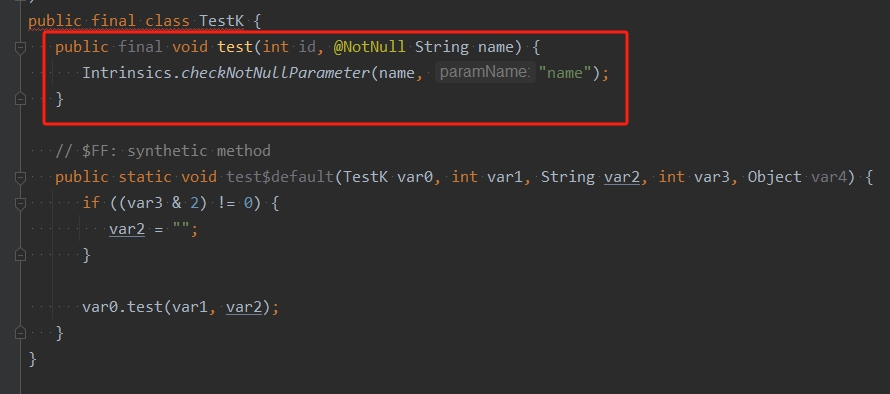 public final class TestK {
public final void test(int id, @NotNull String name) {
Intrinsics.checkNotNullParameter(name, paramName: "name");
}
// $FF: synthetic method
public static void test$default(TestK var0, int var1, String var2, int var3, Object var4) {
if ((var3 & 2) != 0) {
var2 = "";
}
var0.test(var1, var2);
}
}